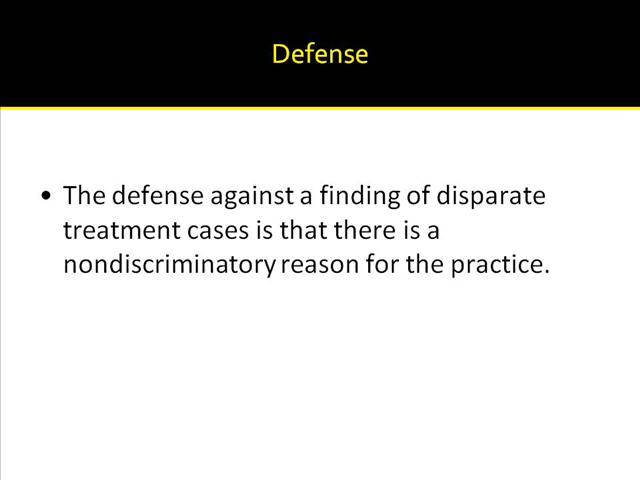 Defense
• The defense against a finding of disparate
treatment cases is that there is a
nondiscriminatory reason for the practice.